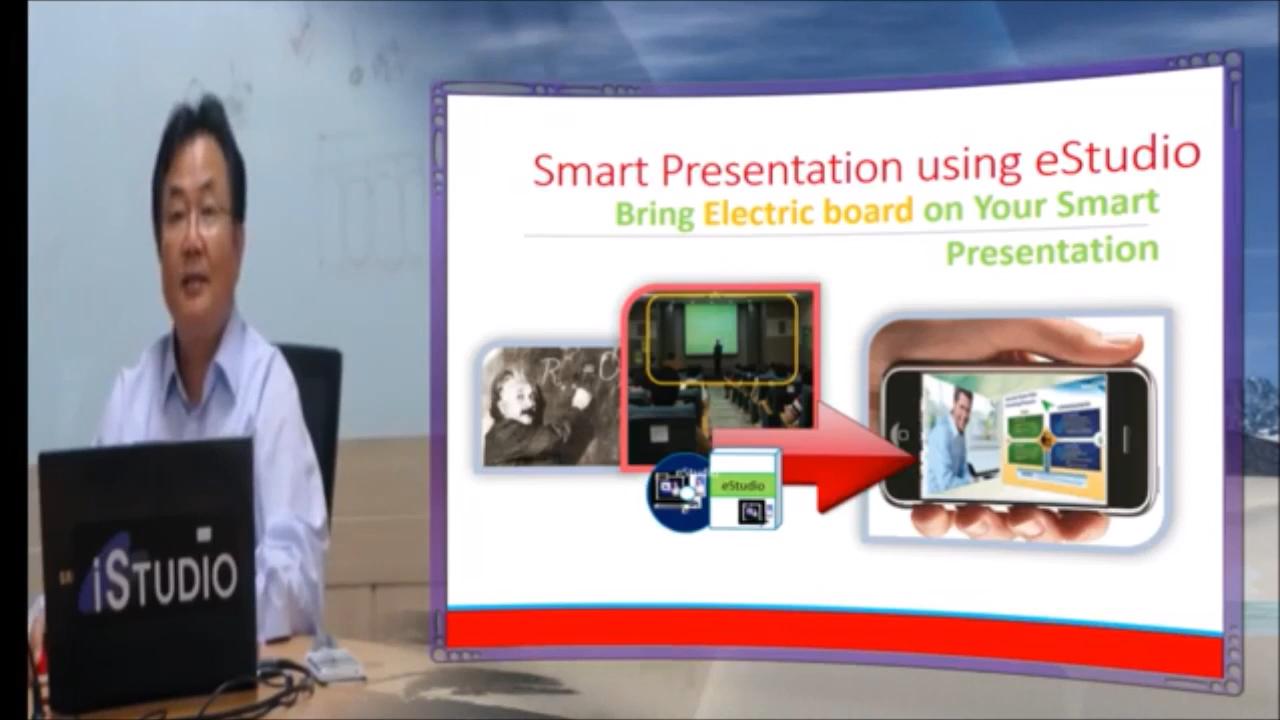 Smart Presentation using eStudio
Bring Electric board on Your Smart
Presentation
eStudio
iSTUDIO